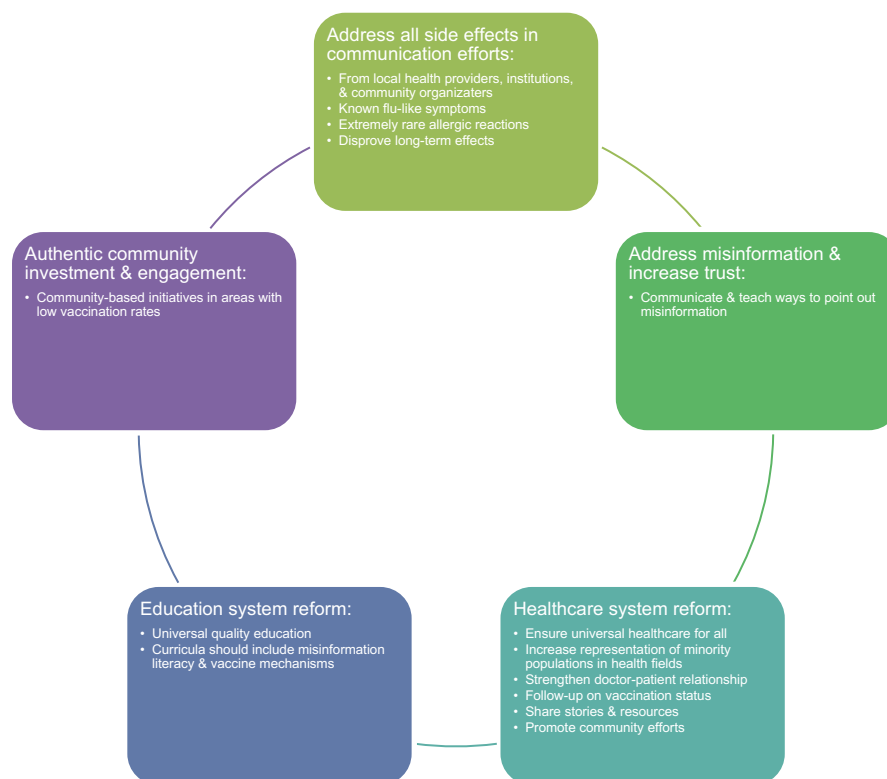 Address all side effects in
communication efforts:
• From local health providers, institutions,
& community organizaters
• Known flu-like symptoms
• Extremely rare allergic reactions
• Disprove long-term effects
Authentic community
investment & engagement:
• Community-based initiatives in areas with
low vaccination rates
Address misinformation &
increase trust:
• Communicate & teach ways to point out
misinformation
Education system reform:
• Universal quality education
• Curricula should include misinformation
literacy & vaccine mechanisms
Healthcare system reform:
• Ensure universal healthcare for all
• Increase representation of minority
populations in health fields
• Strengthen doctor-patient relationship
• Follow-up on vaccination status
• Share stories & resources
• Promote community efforts